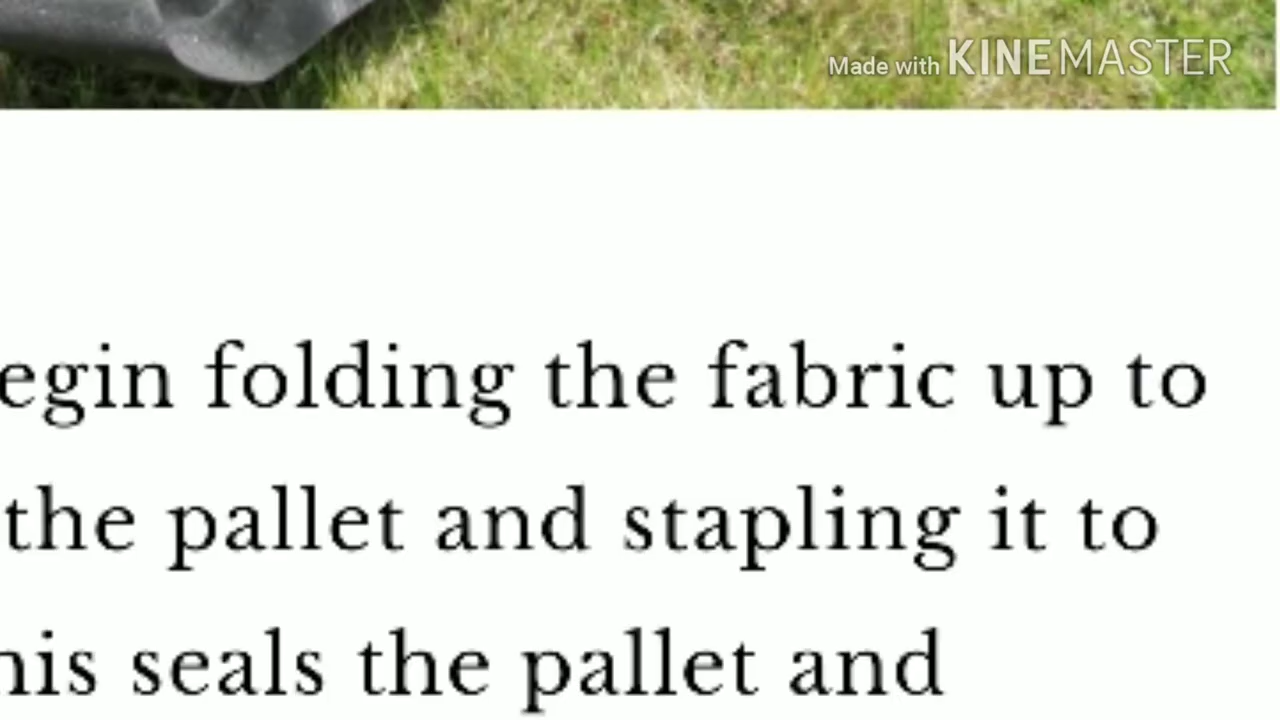 Made with KINEMASTER
egin folding the fabric up to
the pallet and stapling it to
his seals the pallet and